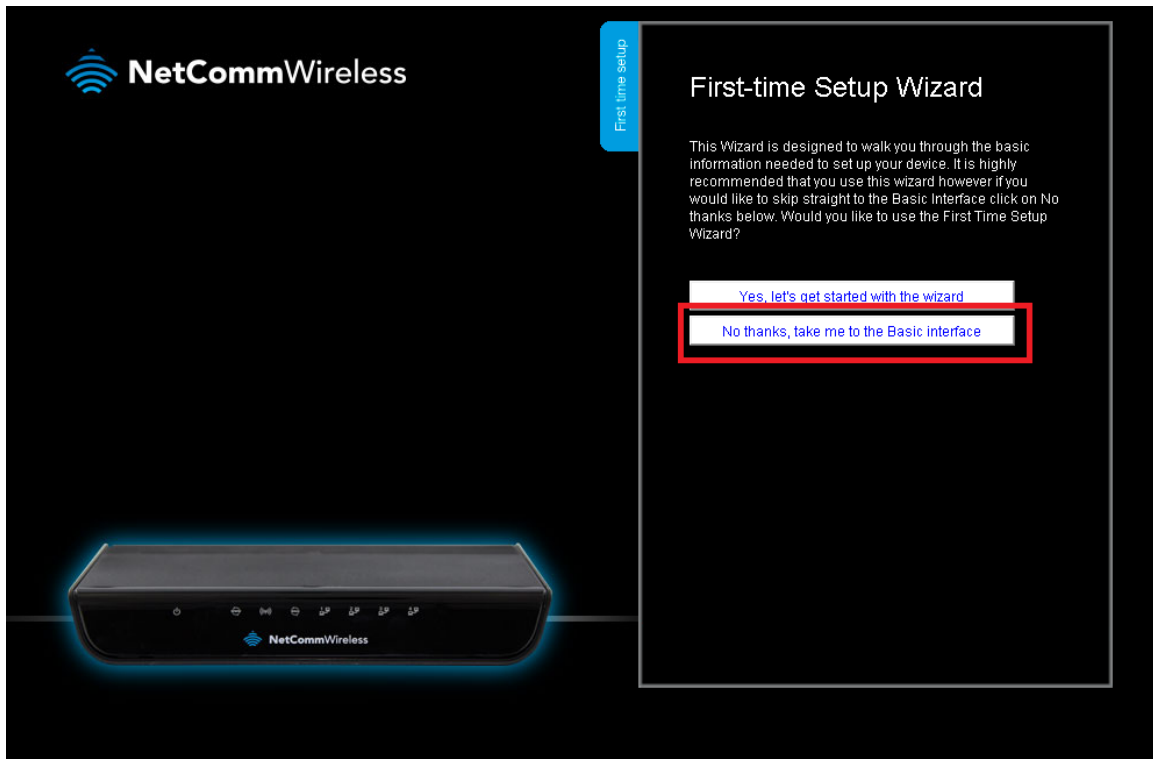 NetCommWireless
First time setup
First-time Setup Wizard
This Wizard is designed to walk you through the basic
information needed to set up your device. It is highly
recommended that you use this wizard however if you
would like to skip straight to the Basic Interface click on No
thanks below. Would you like to use the First Time Setup
Wizard?
Yes, let's get started with the wizard
No thanks, take me to the Basic interface
NetCommWireless